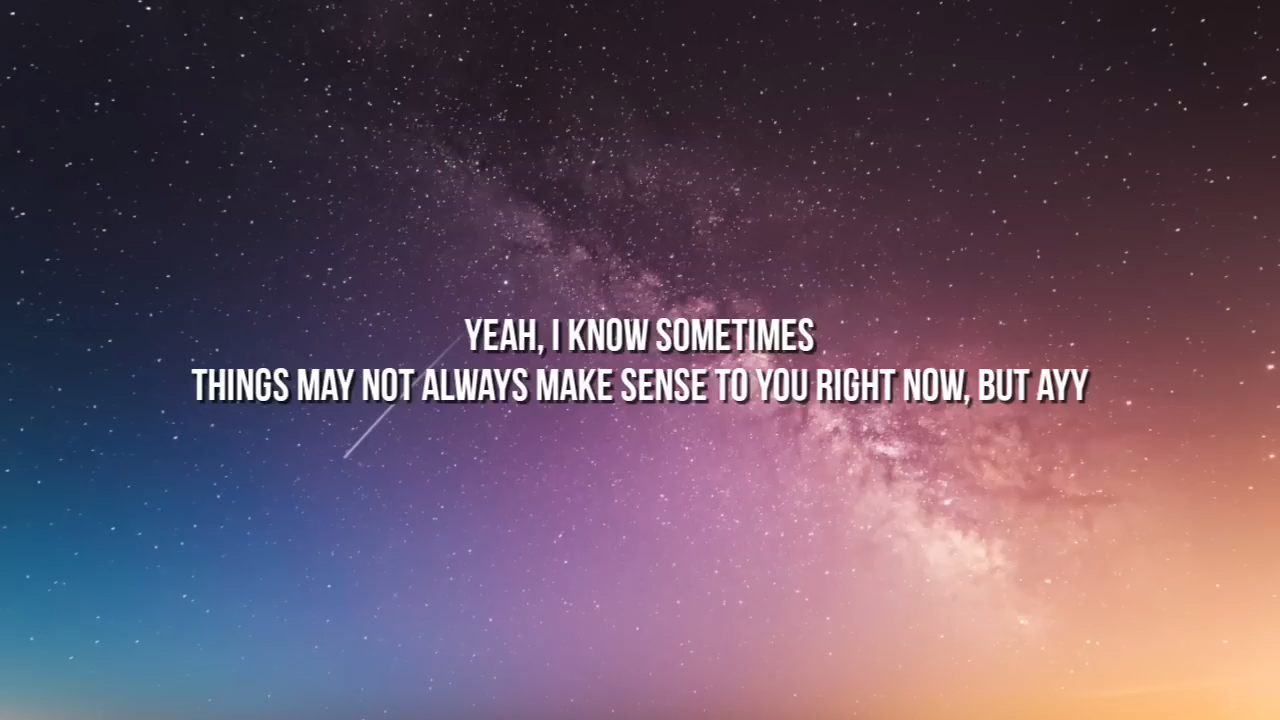 YEAH, I KNOW SOMETIMES
THINGS MAY NOT ALWAYS MAKE SENSE TO YOU RIGHT NOW, BUT AYY